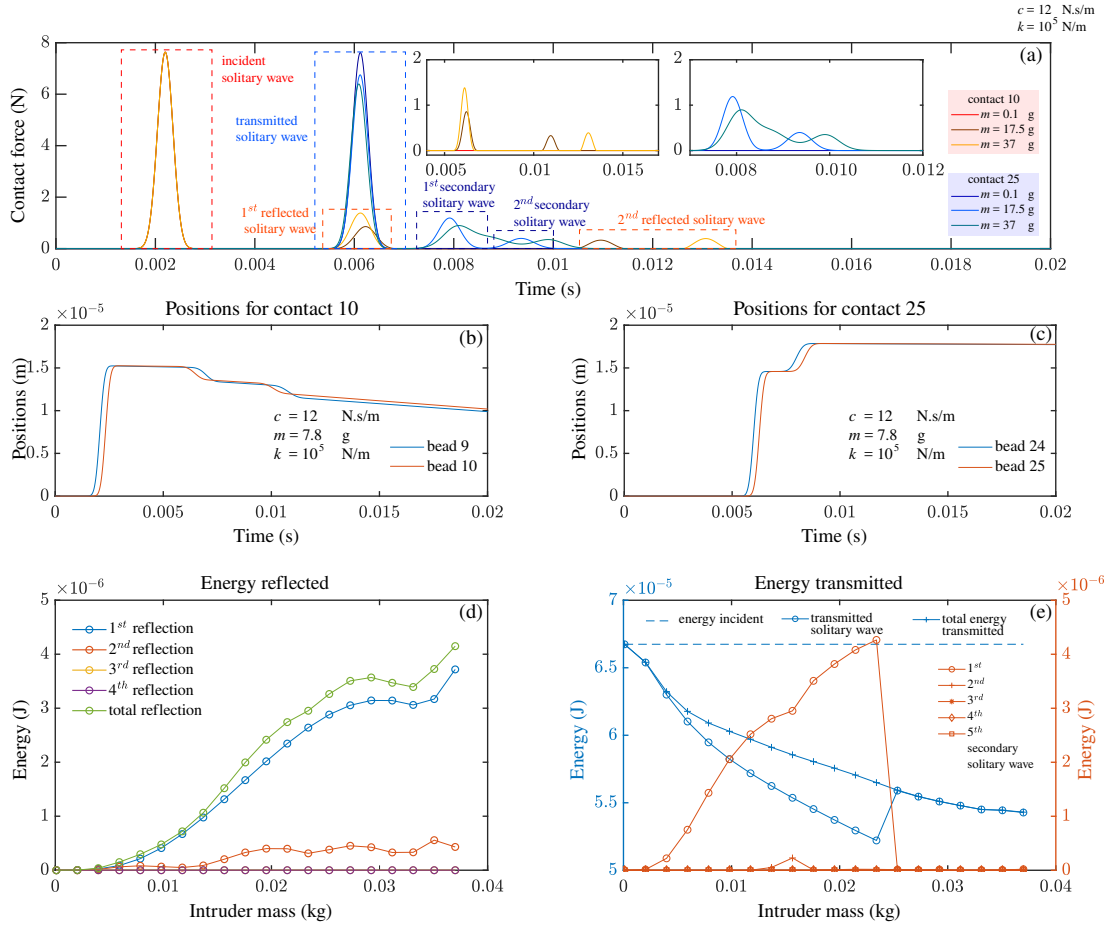 c = 12 N.s/m
k = 10^5 N/m
(a)
8
6
4
2
0
Contact force (N)
incident
solitary wave
transmitted
solitary wave
1^st reflected
solitary wave
1^st secondary
solitary wave
2^nd secondary
solitary wave
2^nd reflected solitary wave
2
1
0
0.005
0.01
0.015
2
1
0
0.008
0.010
0.012
contact 10
m = 0.1 g
m = 17.5 g
m = 37 g
contact 25
m = 0.1 g
m = 17.5 g
m = 37 g
0 0.002 0.004 0.006 0.008 0.01 0.012 0.014 0.016 0.018 0.02
Time (s)
×10^-5
Positions for contact 10
(b)
2
1.5
1
0.5
0
Positions (m)
c = 12 N.s/m
m = 7.8 g
k = 10^5 N/m
bead 9
bead 10
0 0.005 0.01 0.015 0.02
Time (s)
×10^-5
Positions for contact 25
(c)
2
1.5
1
0.5
0
Positions (m)
c = 12 N.s/m
m = 7.8 g
k = 10^5 N/m
bead 24
bead 25
0 0.005 0.01 0.015 0.02
Time (s)
×10^-6
Energy reflected
(d)
5
4
3
2
1
0
Energy (J)
1^st reflection
2^nd reflection
3^rd reflection
4^th reflection
total reflection
0 0.01 0.02 0.03 0.04
Intruder mass (kg)
×10^-5
Energy transmitted
×10^-6
(e)
7
6.5
6
5.5
5
Energy (J)
energy incident
transmitted
solitary wave
total energy
transmitted
1^st
2^nd
3^rd
4^th
5^th
secondary
solitary wave
5
4
3
2
1
0
Energy (J)
0 0.01 0.02 0.03 0.04
Intruder mass (kg)